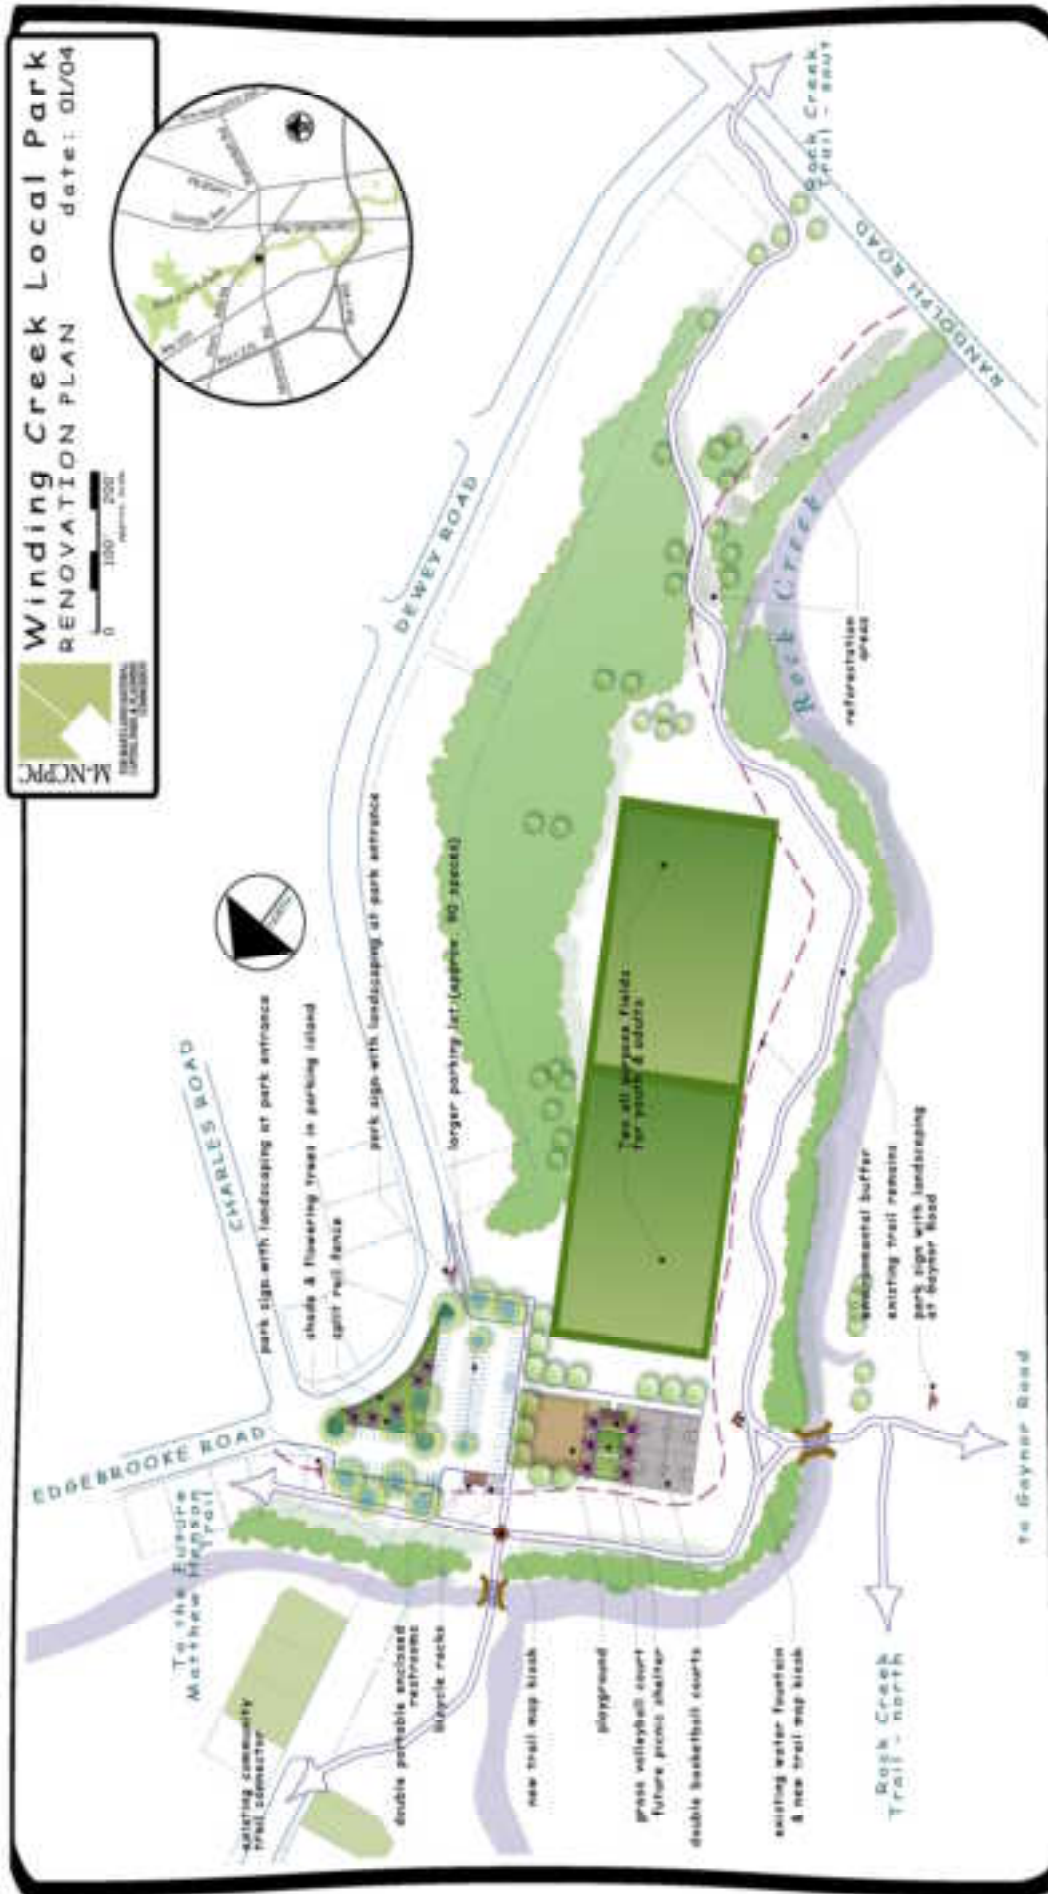 Winding Creek Local Park
RENOVATION PLAN
date: 01/04
0 100' 200'
M-NCPPC
Rock Creek
Trail - sout
RANDOLPH ROAD
DEWEY ROAD
Rock Creek
reforestation
areas
park sign with landscaping at park entrance
larger parking lot (approx. 90 spaces)
CHARLES ROAD
park sign with landscaping at park entrance
shade & flowering trees in parking island
split rail fence
Two all purpose fields
for youth & adults
EDGEBROOKE ROAD
environmental buffer
existing trail remains
park sign with landscaping
at Gaynor Road
To Gaynor Road
To the Future
Matthew Henson
Trail
existing community
trail connector
double portable enclosed
restrooms
bicycle racks
new trail map kiosk
playground
grass volleyball court
future picnic shelter
double basketball courts
existing water fountain
& new trail map kiosk
Rock Creek
Trail - north